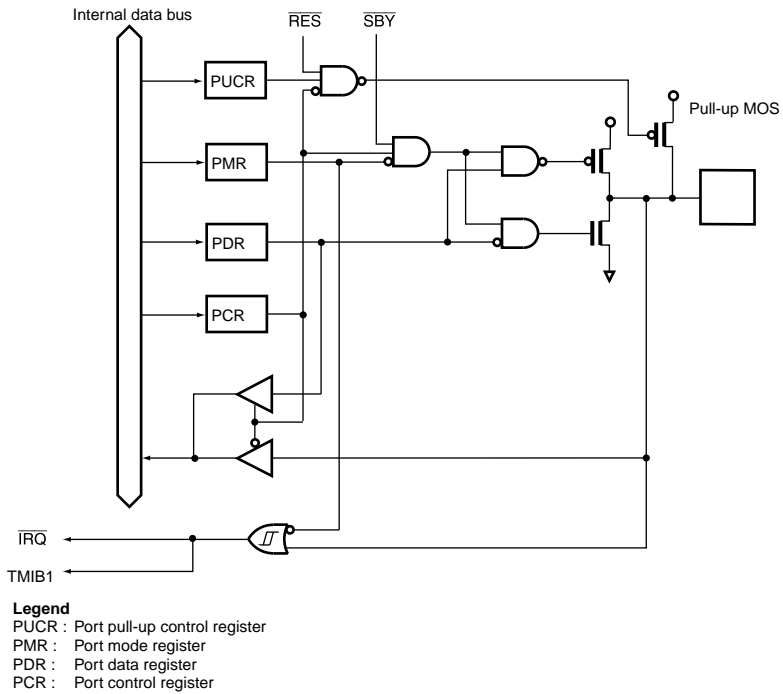 Internal data bus
RES
SBY
PUCR
Pull-up MOS
PMR
PDR
PCR
IRQ
TMIB1
Legend
PUCR : Port pull-up control register
PMR : Port mode register
PDR : Port data register
PCR : Port control register